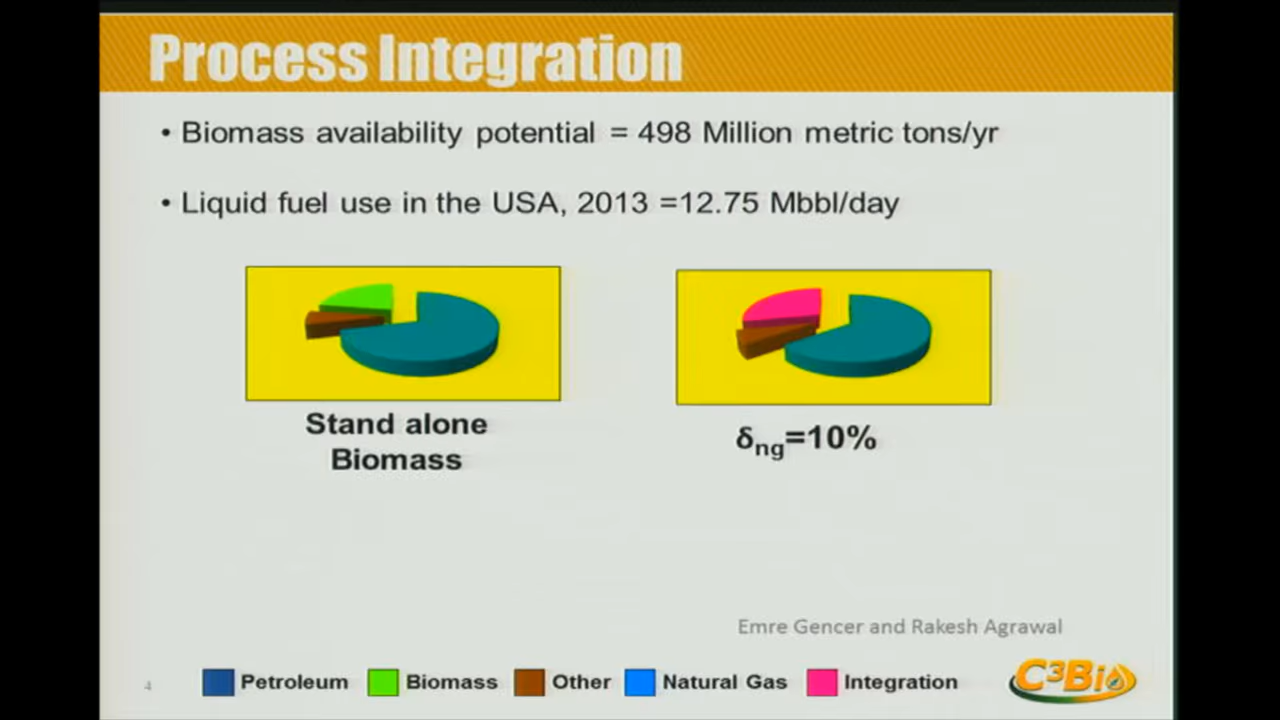 Process Integration
• Biomass availability potential = 498 Million metric tons/yr
• Liquid fuel use in the USA, 2013 =12.75 Mbbl/day
Stand alone
Biomass
δng=10%
Emre Gencer and Rakesh Agrawal
4
Petroleum Biomass Other Natural Gas Integration
C³Bio